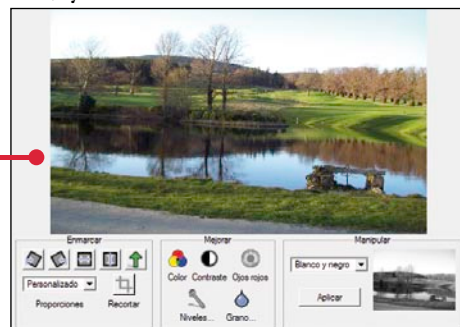 Enmarcar
Mejorar
Manipular
Personalizado
Proporciones
Recortar
Color
Contraste
Ojos rojos
Niveles...
Grano...
Blanco y negro
Aplicar